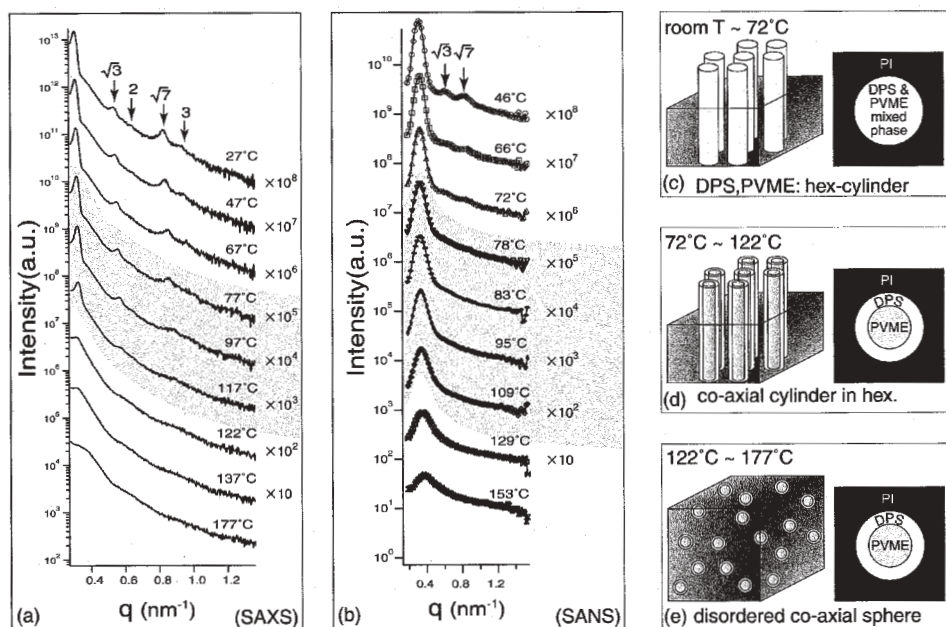 Intensity(a.u.)
10¹³
10¹²
10¹¹
10¹⁰
10⁹
10⁸
10⁷
10⁶
10⁵
10⁴
10³
10²
√3
2
√7
3
27°C
×10⁸
47°C
×10⁷
67°C
×10⁶
77°C
×10⁵
97°C
×10⁴
117°C
×10³
122°C
×10²
137°C
×10
177°C
0.4 0.8 1.2
(a) q (nm⁻¹) (SAXS)
Intensity(a.u.)
10¹⁰
10⁹
10⁸
10⁷
10⁶
10⁵
10⁴
10³
10²
10¹
10⁰
√3
√7
46°C
×10⁸
66°C
×10⁷
72°C
×10⁶
78°C
×10⁵
83°C
×10⁴
95°C
×10³
109°C
×10²
129°C
×10
153°C
0.4 0.8 1.2
(b) q (nm⁻¹) (SANS)
room T ~ 72°C
PI
DPS &
PVME
mixed
phase
(c) DPS,PVME: hex-cylinder
72°C ~ 122°C
PI
DPS
PVME
(d) co-axial cylinder in hex.
122°C ~ 177°C
PI
DPS
PVME
(e) disordered co-axial sphere